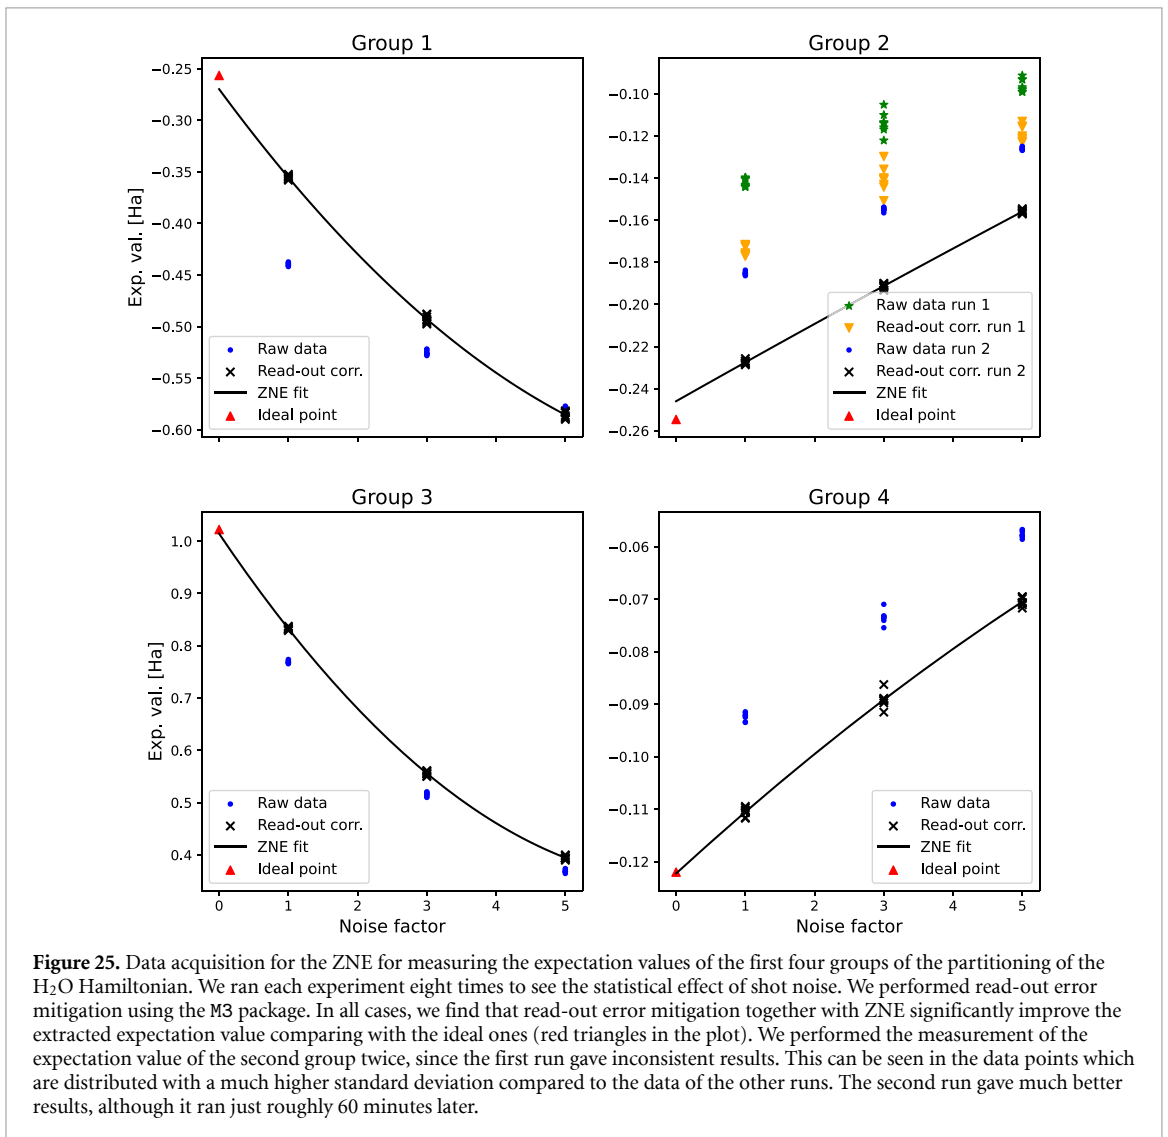 Group 1
−0.25
−0.30
−0.35
−0.40
−0.45
−0.50
−0.55
−0.60
Exp. val. [Ha]
Raw data
Read-out corr.
ZNE fit
Ideal point
Group 2
−0.10
−0.12
−0.14
−0.16
−0.18
−0.20
−0.22
−0.24
−0.26
Raw data run 1
Read-out corr. run 1
Raw data run 2
Read-out corr. run 2
ZNE fit
Ideal point
Group 3
1.0
0.9
0.8
0.7
0.6
0.5
0.4
Exp. val. [Ha]
Raw data
Read-out corr.
ZNE fit
Ideal point
0 1 2 3 4 5
Noise factor
Group 4
−0.06
−0.07
−0.08
−0.09
−0.10
−0.11
−0.12
Raw data
Read-out corr.
ZNE fit
Ideal point
0 1 2 3 4 5
Noise factor
Figure 25. Data acquisition for the ZNE for measuring the expectation values of the first four groups of the partitioning of the
H₂O Hamiltonian. We ran each experiment eight times to see the statistical effect of shot noise. We performed read-out error
mitigation using the M3 package. In all cases, we find that read-out error mitigation together with ZNE significantly improve the
extracted expectation value comparing with the ideal ones (red triangles in the plot). We performed the measurement of the
expectation value of the second group twice, since the first run gave inconsistent results. This can be seen in the data points which
are distributed with a much higher standard deviation compared to the data of the other runs. The second run gave much better
results, although it ran just roughly 60 minutes later.